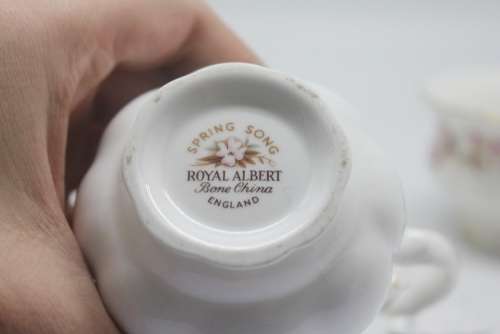 SPRING SONG
ROYAL ALBERT
Bone China
ENGLAND